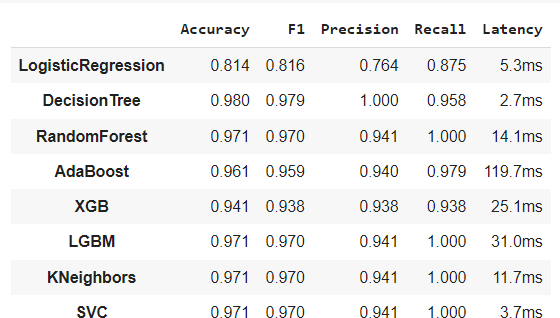 Accuracy F1 Precision Recall Latency
LogisticRegression 0.814 0.816 0.764 0.875 5.3ms
DecisionTree 0.980 0.979 1.000 0.958 2.7ms
RandomForest 0.971 0.970 0.941 1.000 14.1ms
AdaBoost 0.961 0.959 0.940 0.979 119.7ms
XGB 0.941 0.938 0.938 0.938 25.1ms
LGBM 0.971 0.970 0.941 1.000 31.0ms
KNeighbors 0.971 0.970 0.941 1.000 11.7ms
SVC 0.971 0.970 0.941 1.000 3.7ms